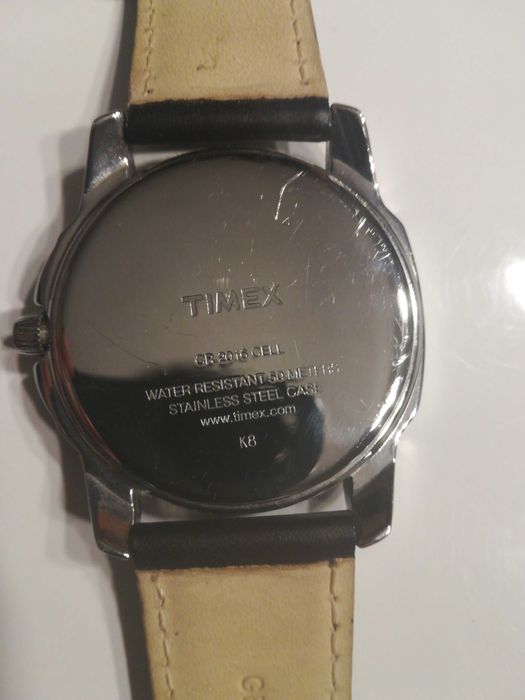 TIMEX
CR 2016 CELL
WATER RESISTANT 50 METERS
STAINLESS STEEL CASE
www.timex.com
K8